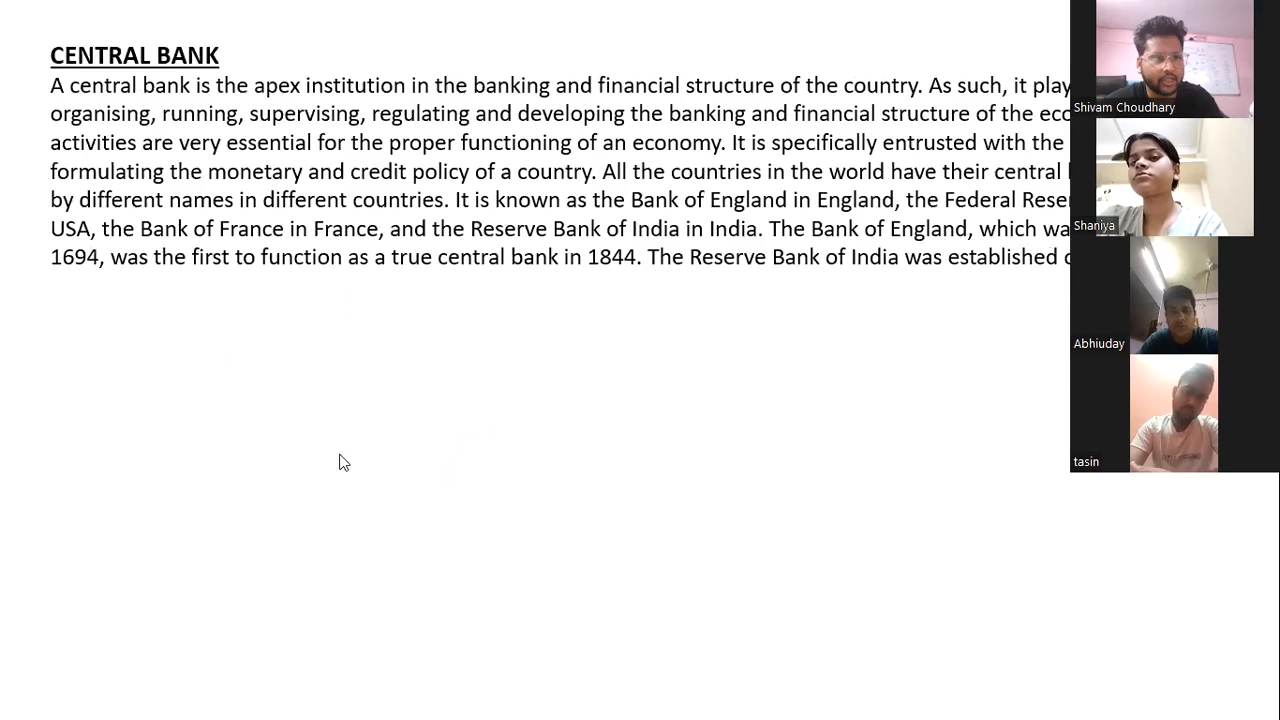 CENTRAL BANK
A central bank is the apex institution in the banking and financial structure of the country. As such, it play
organising, running, supervising, regulating and developing the banking and financial structure of the
activities are very essential for the proper functioning of an economy. It is specifically entrusted with the
formulating the monetary and credit policy of a country. All the countries in the world have their central
by different names in different countries. It is known as the Bank of England in England, the Federal
USA, the Bank of France in France, and the Reserve Bank of India in India. The Bank of England, which
1694, was the first to function as a true central bank in 1844. The Reserve Bank of India was established
Shivam Choudhary
Shaniya
Abhiuday
tasin